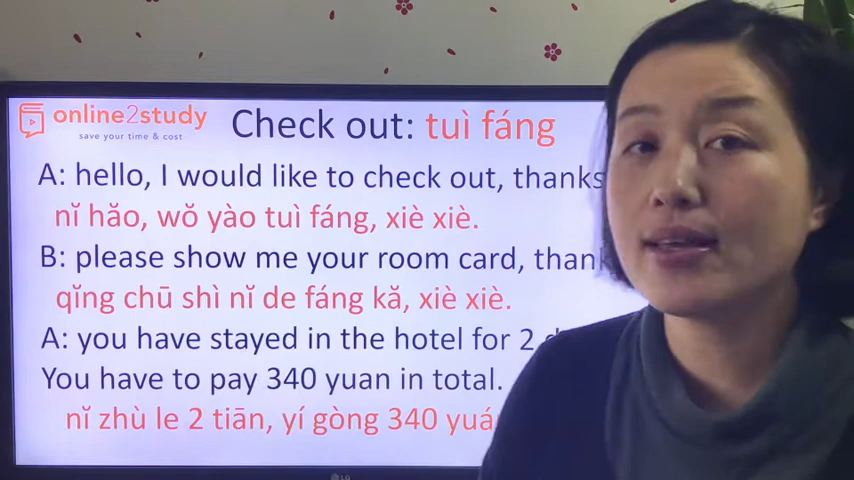 online2study
save your time & cost
Check out: tuì fáng
A: hello, I would like to check out, thanks
nǐ hǎo, wǒ yào tuì fáng, xiè xiè.
B: please show me your room card, thank
qǐng chū shì nǐ de fáng kǎ, xiè xiè.
A: you have stayed in the hotel for 2
You have to pay 340 yuan in total.
nǐ zhù le 2 tiān, yí gòng 340 yuán
LG